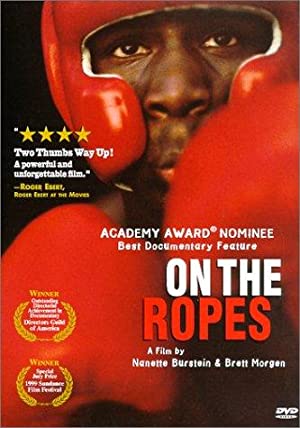 "★★★★
Two Thumbs Way Up!
A powerful and
unforgettable film."
—ROGER EBERT,
ROGER EBERT AT THE MOVIES
ACADEMY AWARD® NOMINEE
Best Documentary Feature
ON THE
ROPES
A Film by
Nanette Burstein & Brett Morgen
WINNER
Outstanding
Directorial
Achievement in
Documentary
Directors Guild
of America
WINNER
Special
Jury Prize
1999 Sundance
Film Festival
DVD